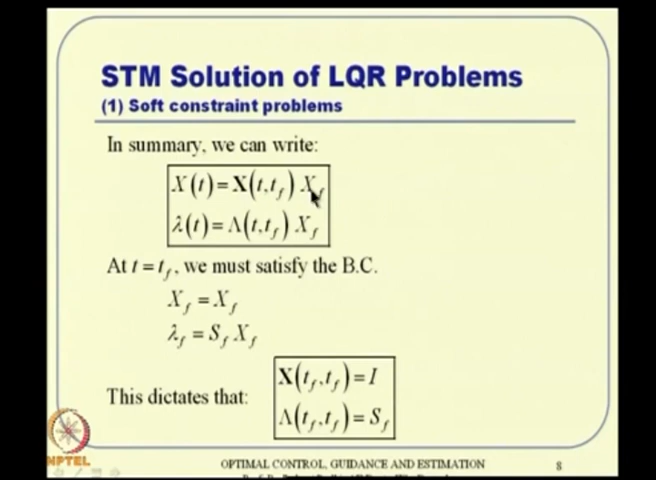 STM Solution of LQR Problems
(1) Soft constraint problems
In summary, we can write:
X(t) = X(t,t_f) X_f
λ(t) = Λ(t,t_f) X_f
At t = t_f, we must satisfy the B.C.
X_f = X_f
λ_f = S_f X_f
This dictates that:
X(t_f,t_f) = I
Λ(t_f,t_f) = S_f
NPTEL
OPTIMAL CONTROL, GUIDANCE AND ESTIMATION
8